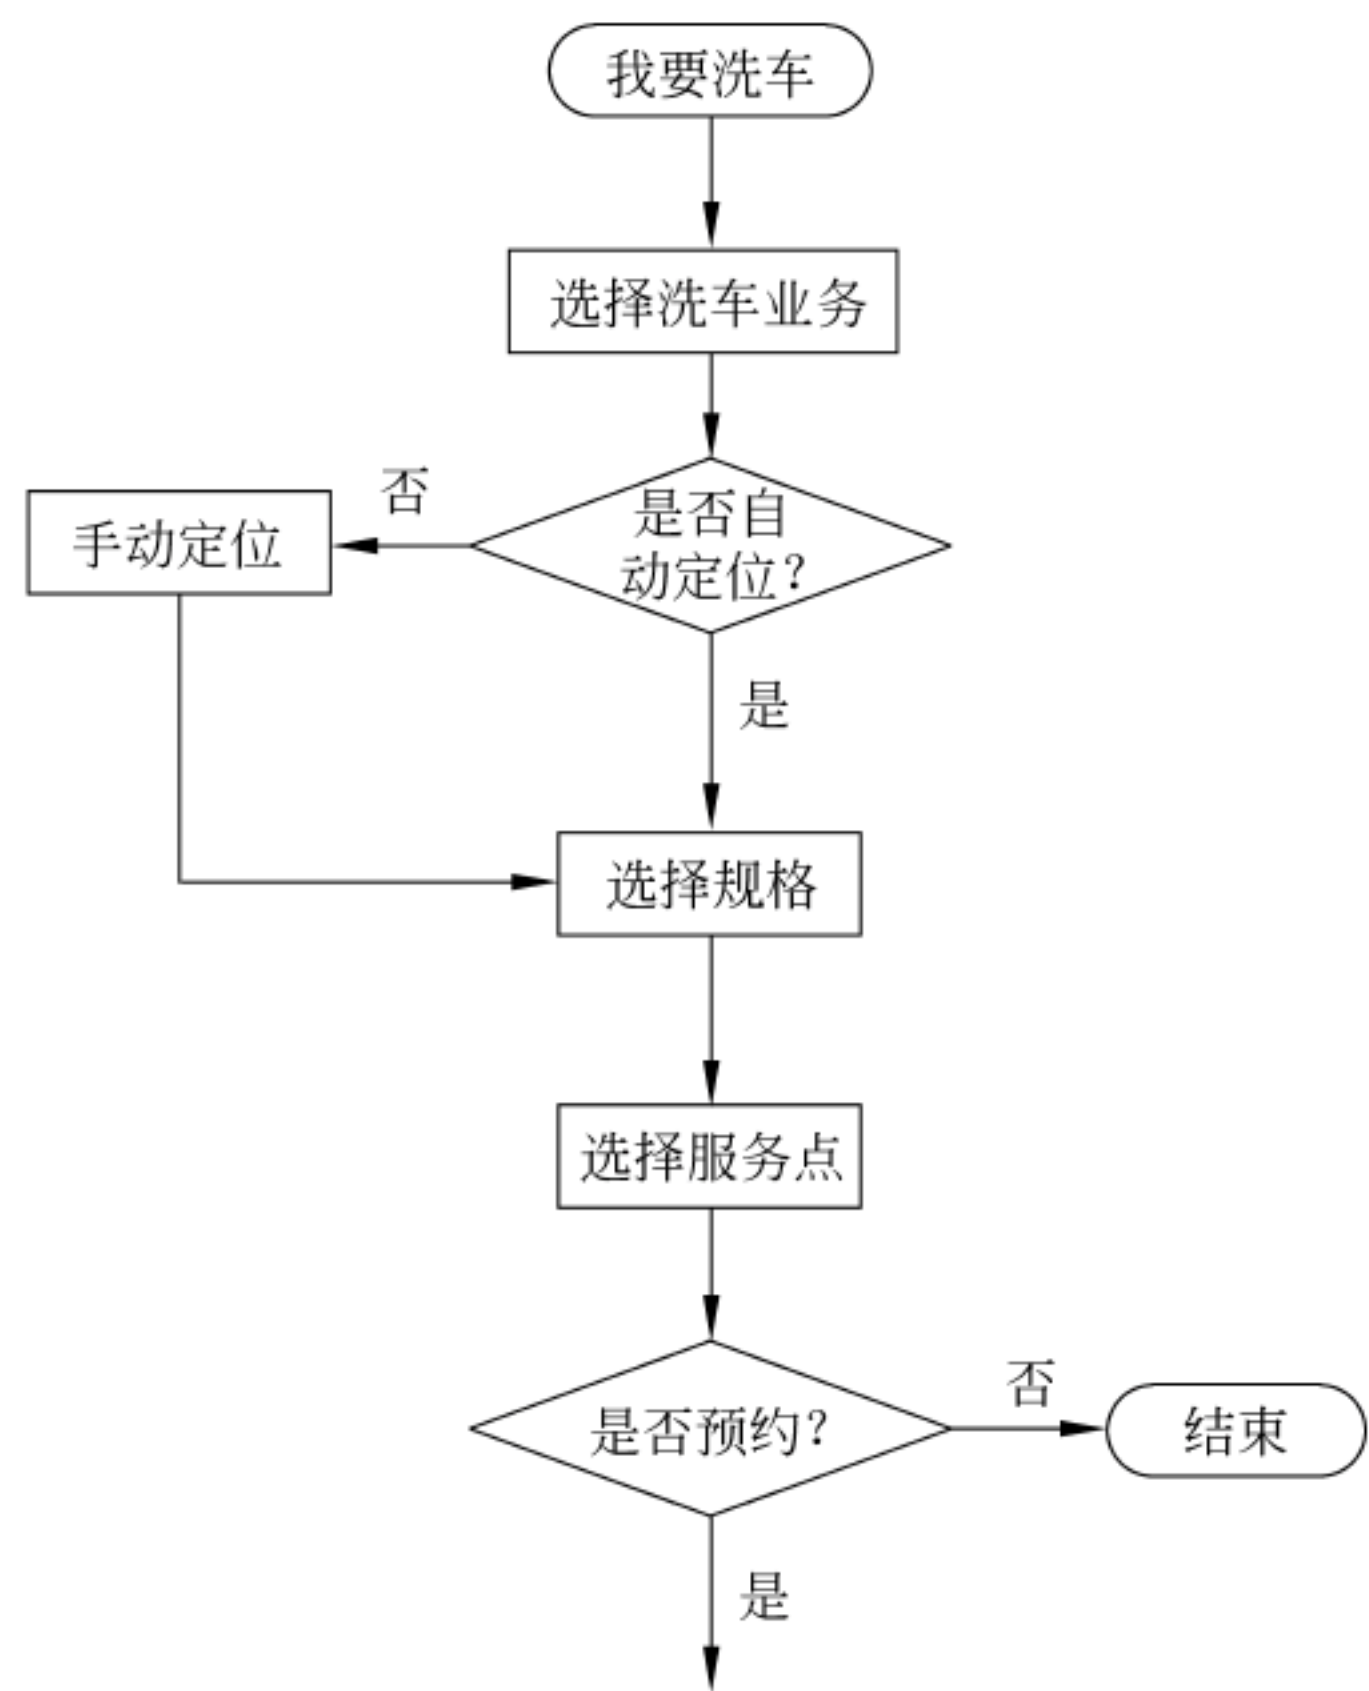 我要洗车
选择洗车业务
否
是否自
动定位?
手动定位
是
选择规格
选择服务点
是否预约?
否
结束
是